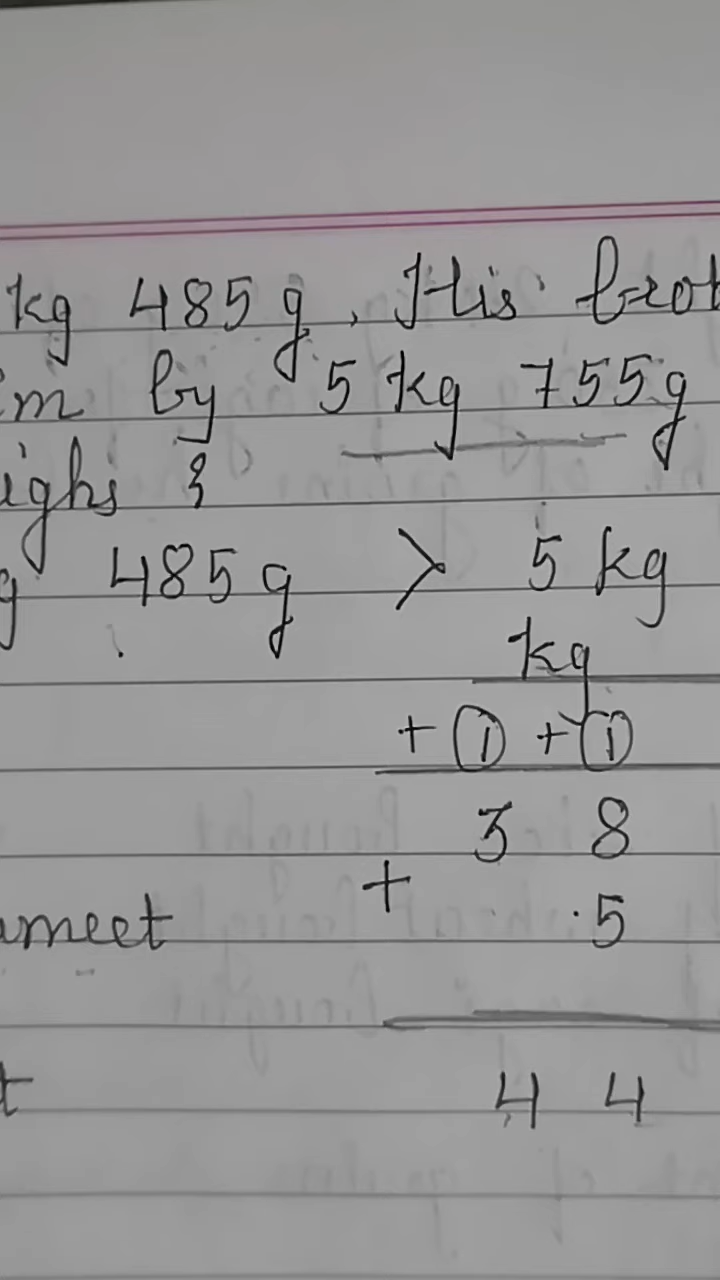 kg 485 g. His brot
im by 5 kg 755 g
ighs ?
g 485 g > 5 kg
kg
+ ① + ①
3 8
+ 5
meet
4 4
t